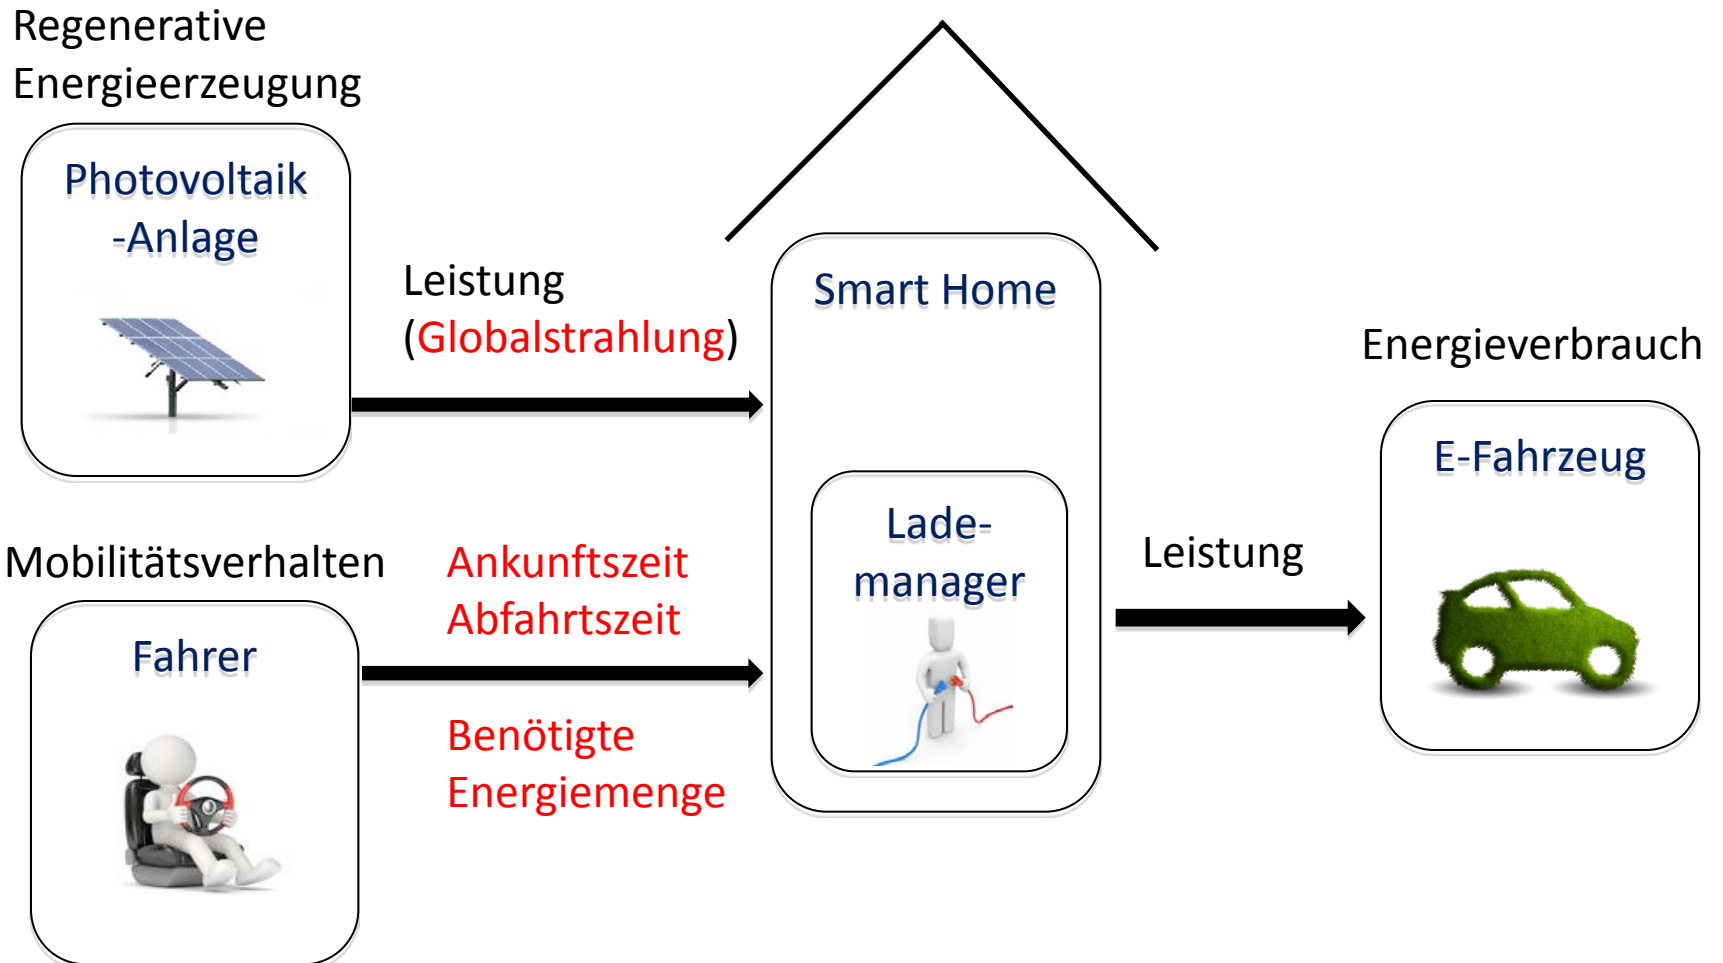 Regenerative
Energieerzeugung
Photovoltaik
-Anlage
Leistung
(Globalstrahlung)
Smart Home
Lade-
manager
Energieverbrauch
E-Fahrzeug
Leistung
Mobilitätsverhalten
Fahrer
Ankunftszeit
Abfahrtszeit
Benötigte
Energiemenge